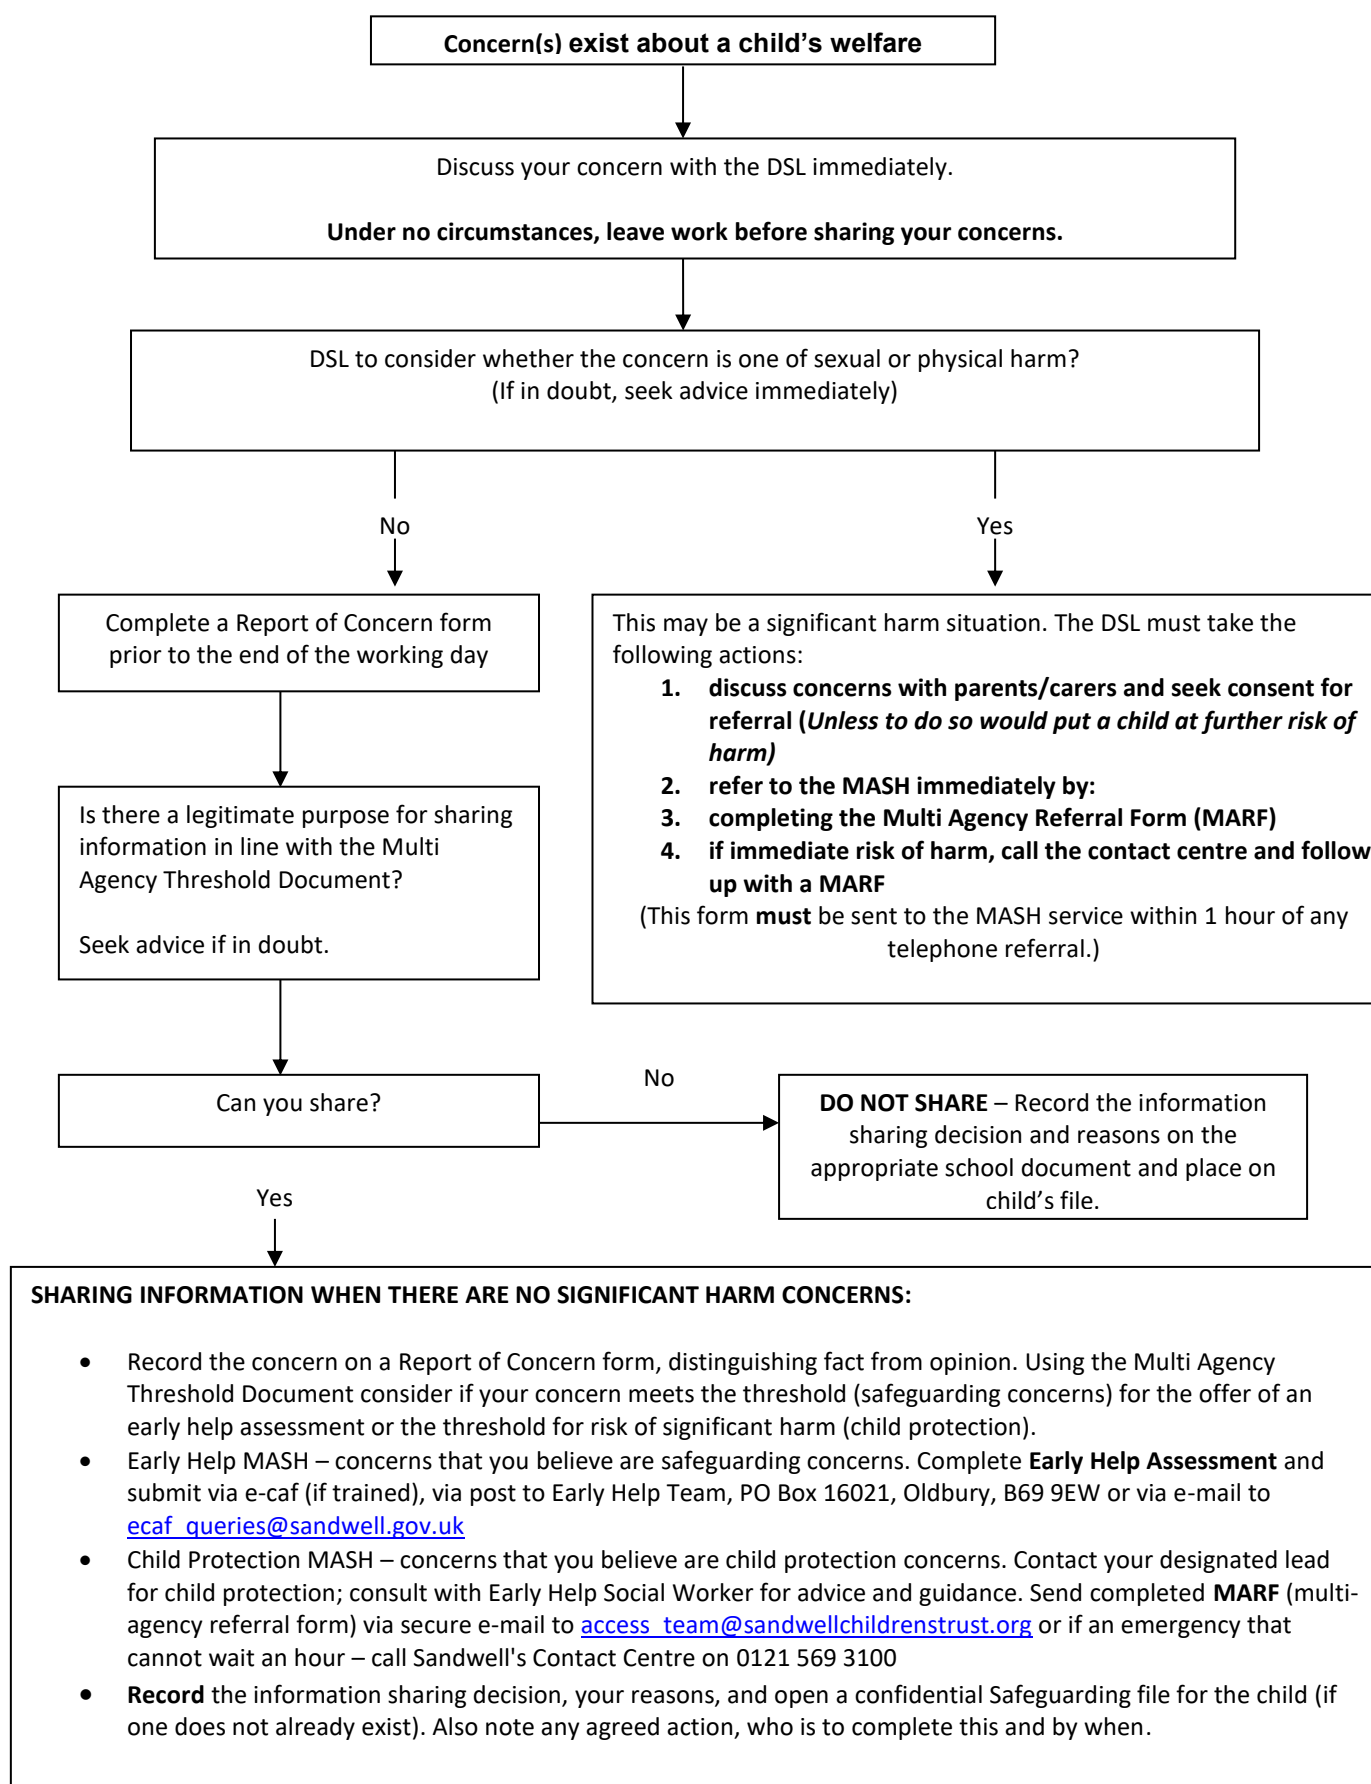 Concern(s) exist about a child's welfare
Discuss your concern with the DSL immediately.
Under no circumstances, leave work before sharing your concerns.
DSL to consider whether the concern is one of sexual or physical harm?
(If in doubt, seek advice immediately)
No
Yes
Complete a Report of Concern form
prior to the end of the working day
This may be a significant harm situation. The DSL must take the
following actions:
1. discuss concerns with parents/carers and seek consent for
referral (Unless to do so would put a child at further risk of
harm)
2. refer to the MASH immediately by:
3. completing the Multi Agency Referral Form (MARF)
4. if immediate risk of harm, call the contact centre and follow
up with a MARF
(This form must be sent to the MASH service within 1 hour of any
telephone referral.)
Is there a legitimate purpose for sharing
information in line with the Multi
Agency Threshold Document?
Seek advice if in doubt.
Can you share?
No
DO NOT SHARE – Record the information
sharing decision and reasons on the
appropriate school document and place on
child's file.
Yes
SHARING INFORMATION WHEN THERE ARE NO SIGNIFICANT HARM CONCERNS:
• Record the concern on a Report of Concern form, distinguishing fact from opinion. Using the Multi Agency
Threshold Document consider if your concern meets the threshold (safeguarding concerns) for the offer of an
early help assessment or the threshold for risk of significant harm (child protection).
• Early Help MASH – concerns that you believe are safeguarding concerns. Complete Early Help Assessment and
submit via e-caf (if trained), via post to Early Help Team, PO Box 16021, Oldbury, B69 9EW or via e-mail to
ecaf_queries@sandwell.gov.uk
• Child Protection MASH – concerns that you believe are child protection concerns. Contact your designated lead
for child protection; consult with Early Help Social Worker for advice and guidance. Send completed MARF (multi-
agency referral form) via secure e-mail to access_team@sandwellchildrenstrust.org or if an emergency that
cannot wait an hour – call Sandwell's Contact Centre on 0121 569 3100
• Record the information sharing decision, your reasons, and open a confidential Safeguarding file for the child (if
one does not already exist). Also note any agreed action, who is to complete this and by when.